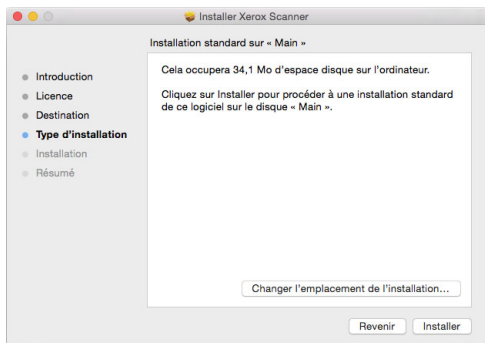 Installer Xerox Scanner
Installation standard sur « Main »
Introduction
Licence
Destination
Type d’installation
Installation
Résumé
Cela occupera 34,1 Mo d’espace disque sur l’ordinateur.
Cliquez sur Installer pour procéder à une installation standard
de ce logiciel sur le disque « Main ».
Changer l’emplacement de l’installation…
Revenir
Installer